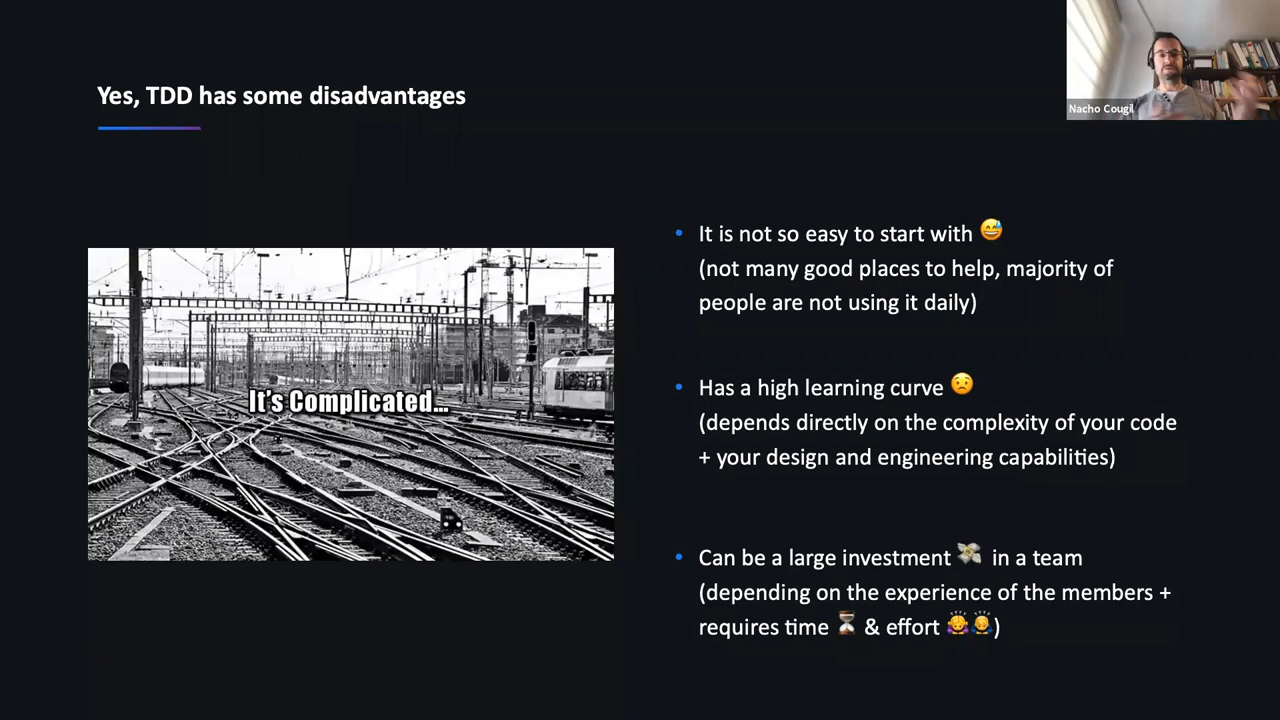 Nacho Cougil
Yes, TDD has some disadvantages
It's Complicated...
• It is not so easy to start with 😅
(not many good places to help, majority of
people are not using it daily)
• Has a high learning curve 😟
(depends directly on the complexity of your code
+ your design and engineering capabilities)
• Can be a large investment 💸 in a team
(depending on the experience of the members +
requires time ⏳ & effort 🙇‍♀️🙇‍♂️)